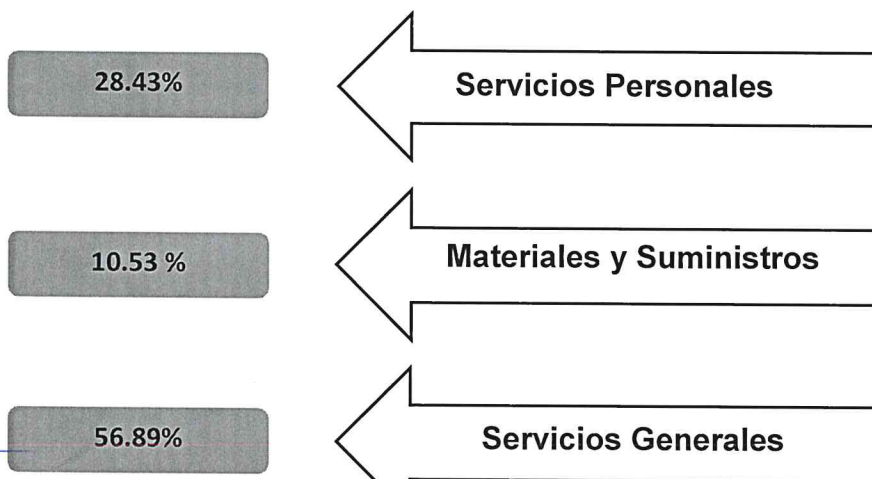 28.43% Servicios Personales
10.53 % Materiales y Suministros
56.89% Servicios Generales